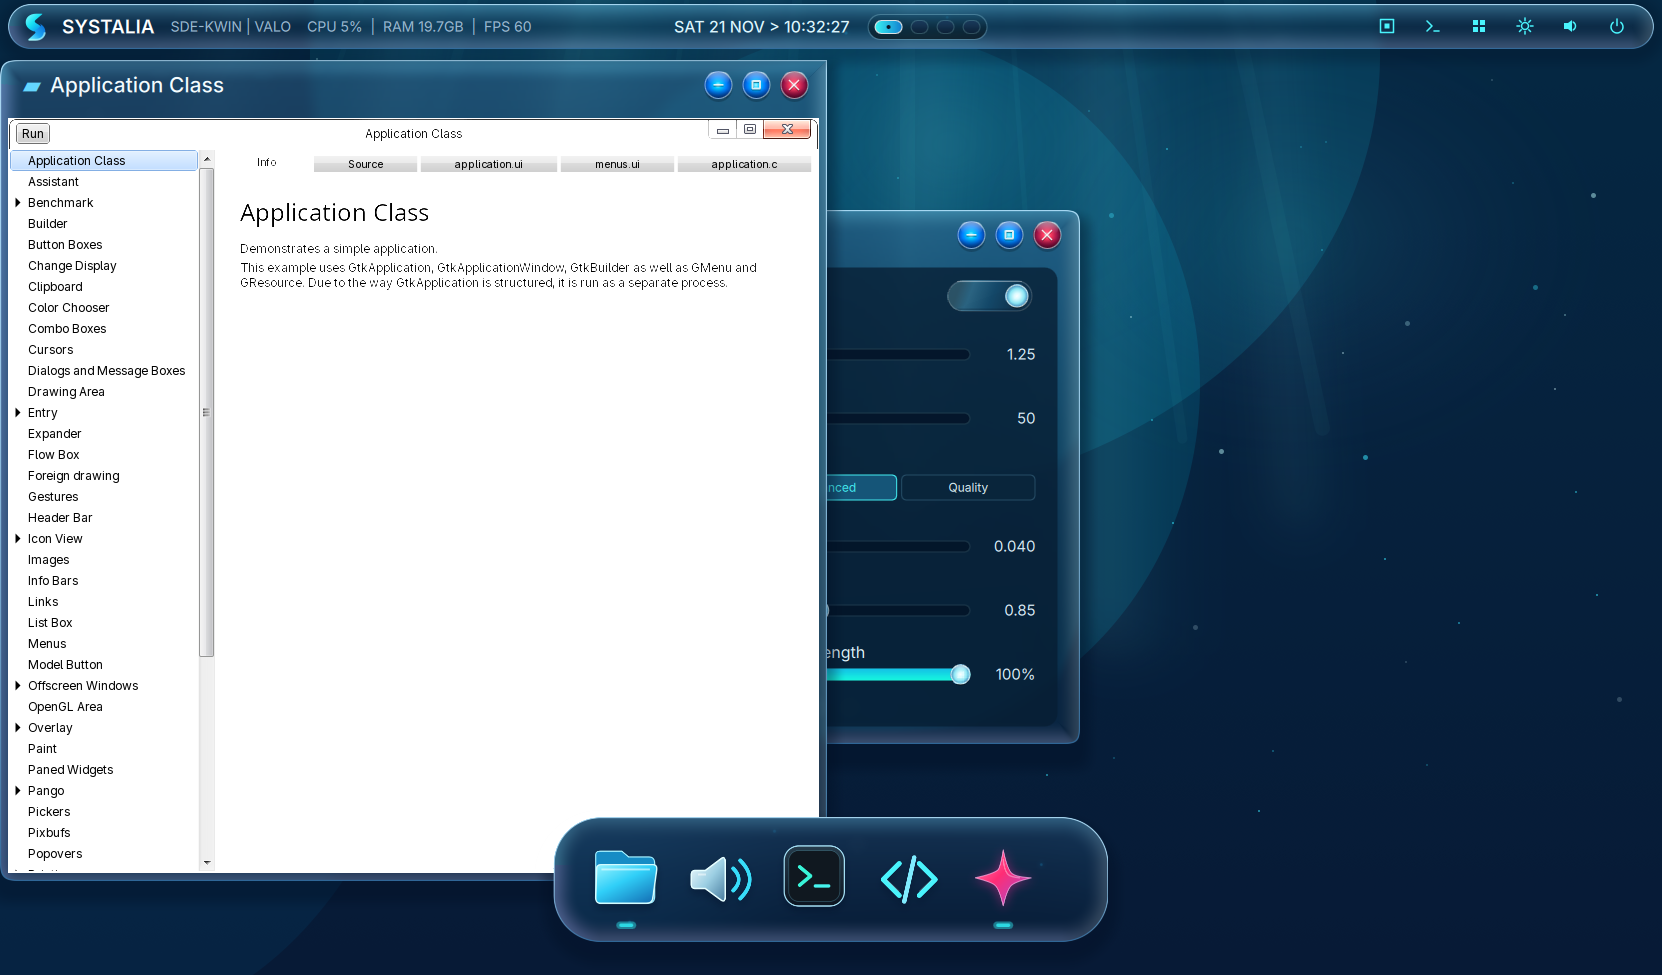 SYSTALIA SDE-KWIN | VALO CPU 5% | RAM 19.7GB | FPS 60 SAT 21 NOV > 10:32:27
Application Class
Run Application Class
Info Source application.ui menus.ui application.c
Application Class
Assistant
Benchmark
Builder
Button Boxes
Change Display
Clipboard
Color Chooser
Combo Boxes
Cursors
Dialogs and Message Boxes
Drawing Area
Entry
Expander
Flow Box
Foreign drawing
Gestures
Header Bar
Icon View
Images
Info Bars
Links
List Box
Menus
Model Button
Offscreen Windows
OpenGL Area
Overlay
Paint
Paned Widgets
Pango
Pickers
Pixbufs
Popovers
Application Class
Demonstrates a simple application.
This example uses GtkApplication, GtkApplicationWindow, GtkBuilder as well as GMenu and
GResource. Due to the way GtkApplication is structured, it is run as a separate process.
1.25
50
nced Quality
0.040
0.85
ength
100%